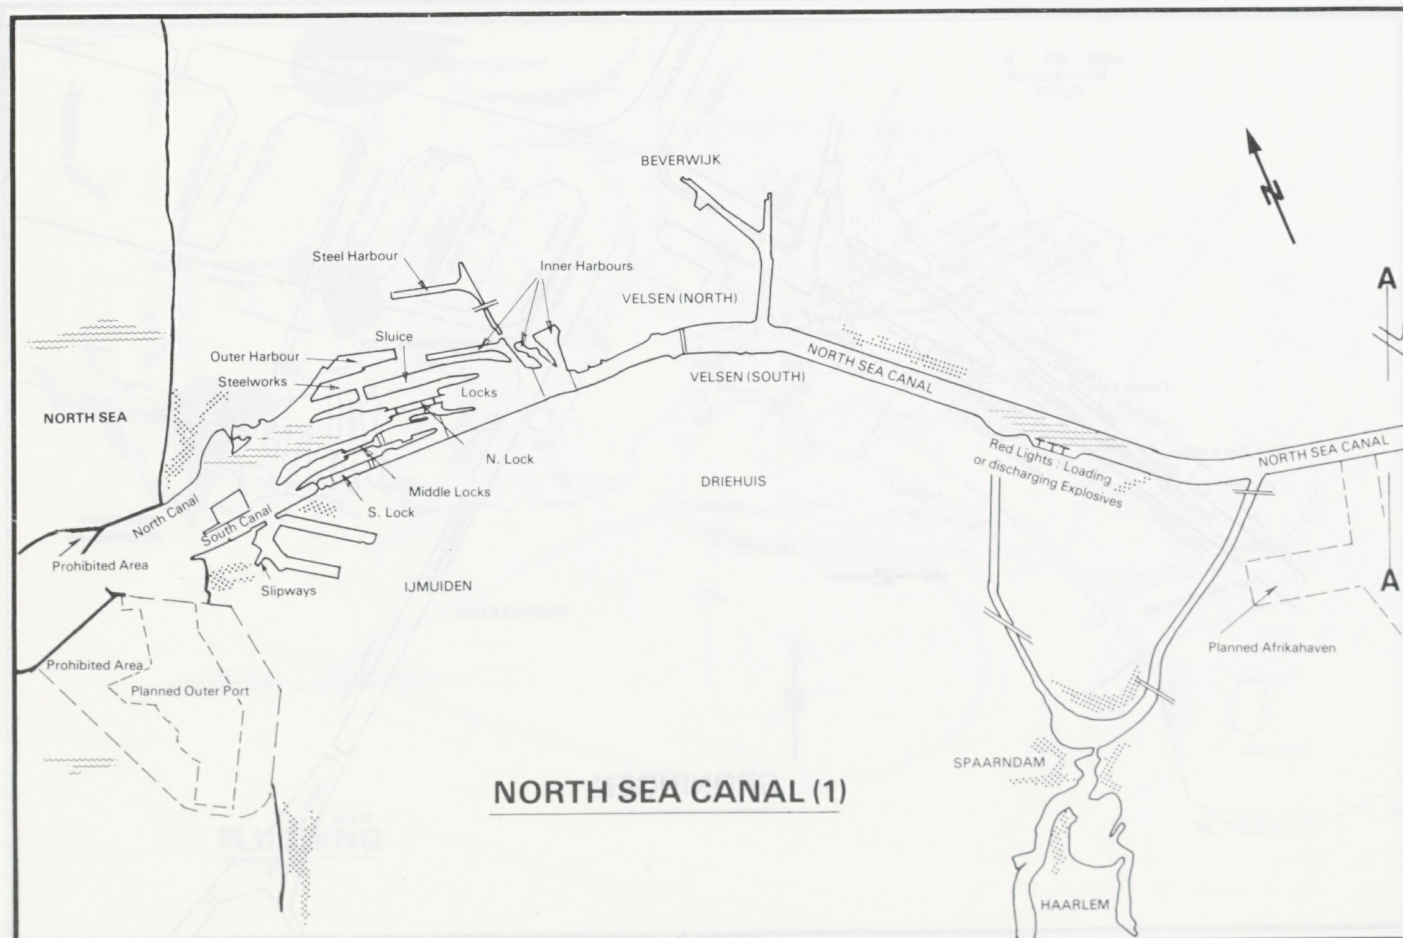 BEVERWIJK
N
Steel Harbour
Inner Harbours
A
VELSEN (NORTH)
Sluice
Outer Harbour
NORTH SEA CANAL
Steelworks
VELSEN (SOUTH)
Locks
NORTH SEA
NORTH SEA CANAL
Red Lights : Loading
or discharging Explosives
N. Lock
DRIEHUIS
Middle Locks
North Canal
S. Lock
South Canal
Prohibited Area
Slipways
IJMUIDEN
A
Planned Afrikahaven
Prohibited Area
Planned Outer Port
SPAARNDAM
NORTH SEA CANAL (1)
HAARLEM